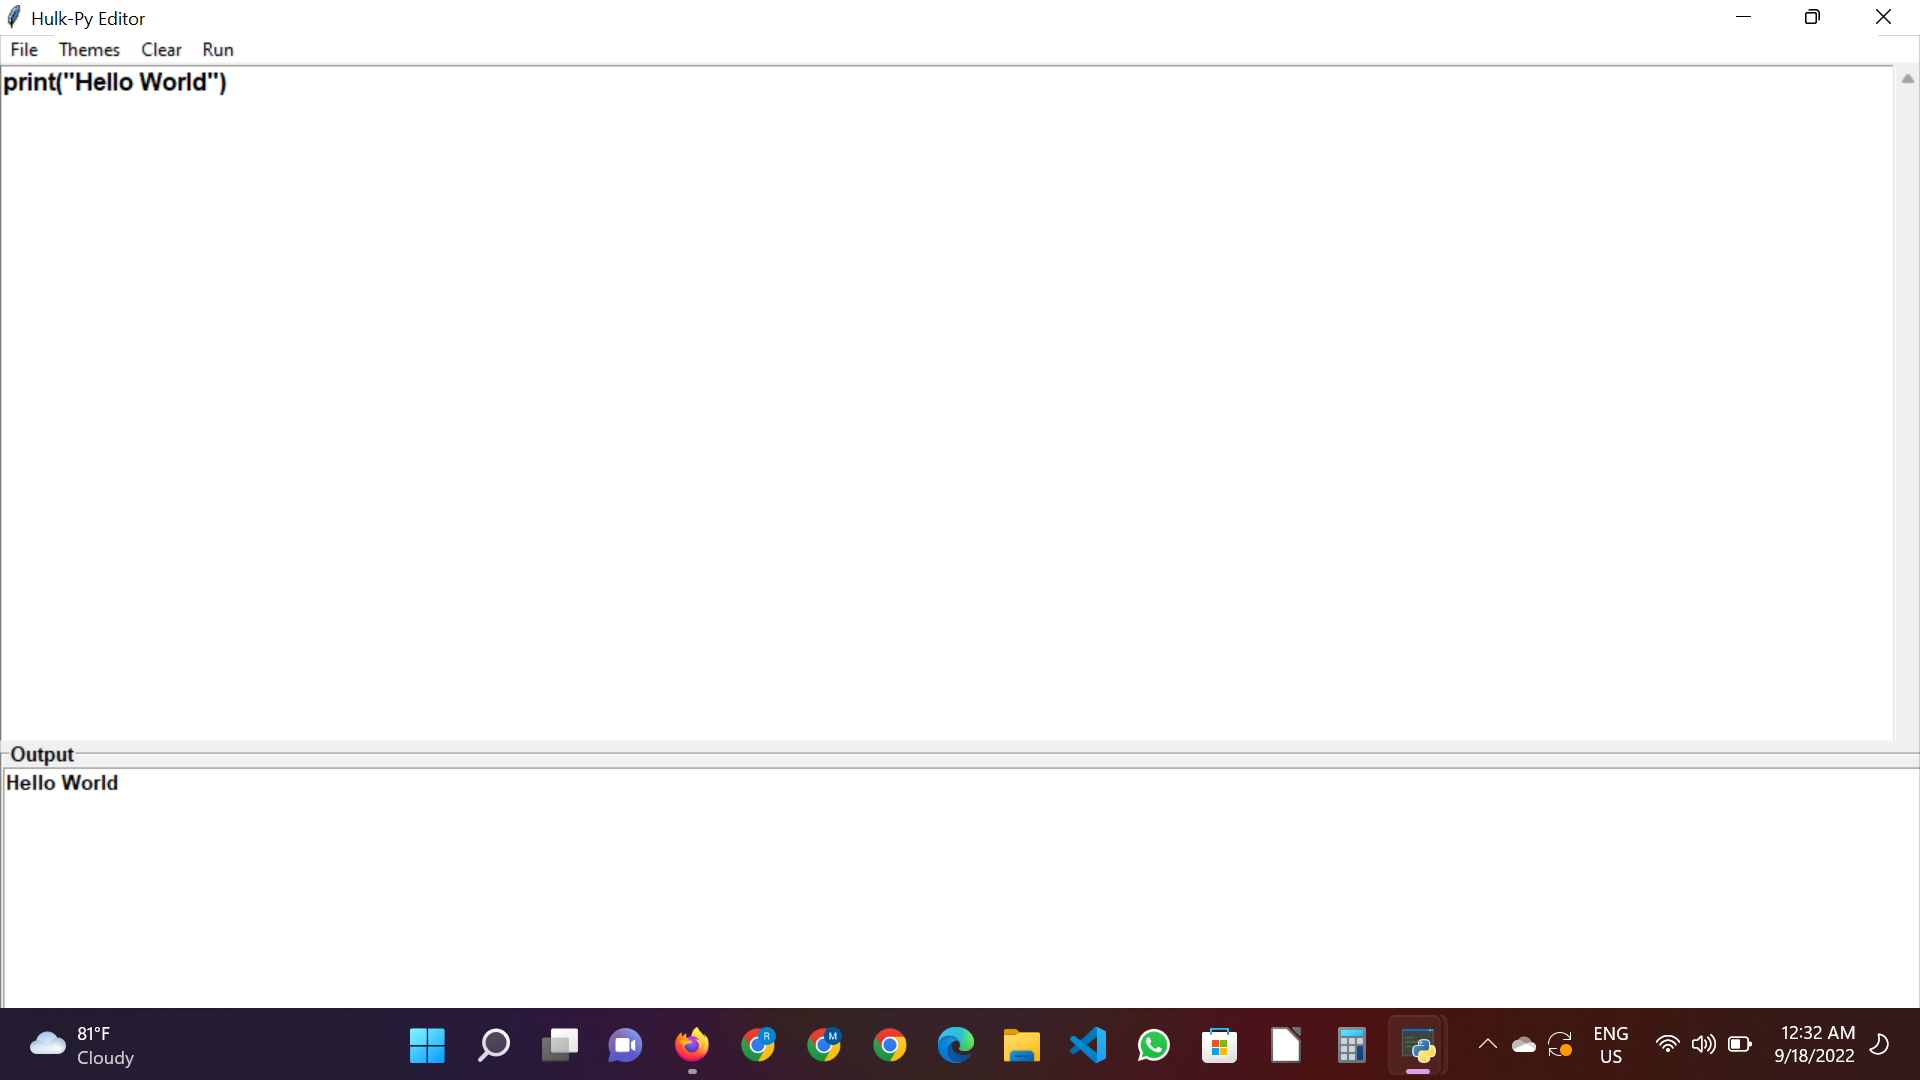 Hulk-Py Editor
File Themes Clear Run
print("Hello World")
Output
Hello World
81°F
Cloudy
R
M
ENG
US
12:32 AM
9/18/2022